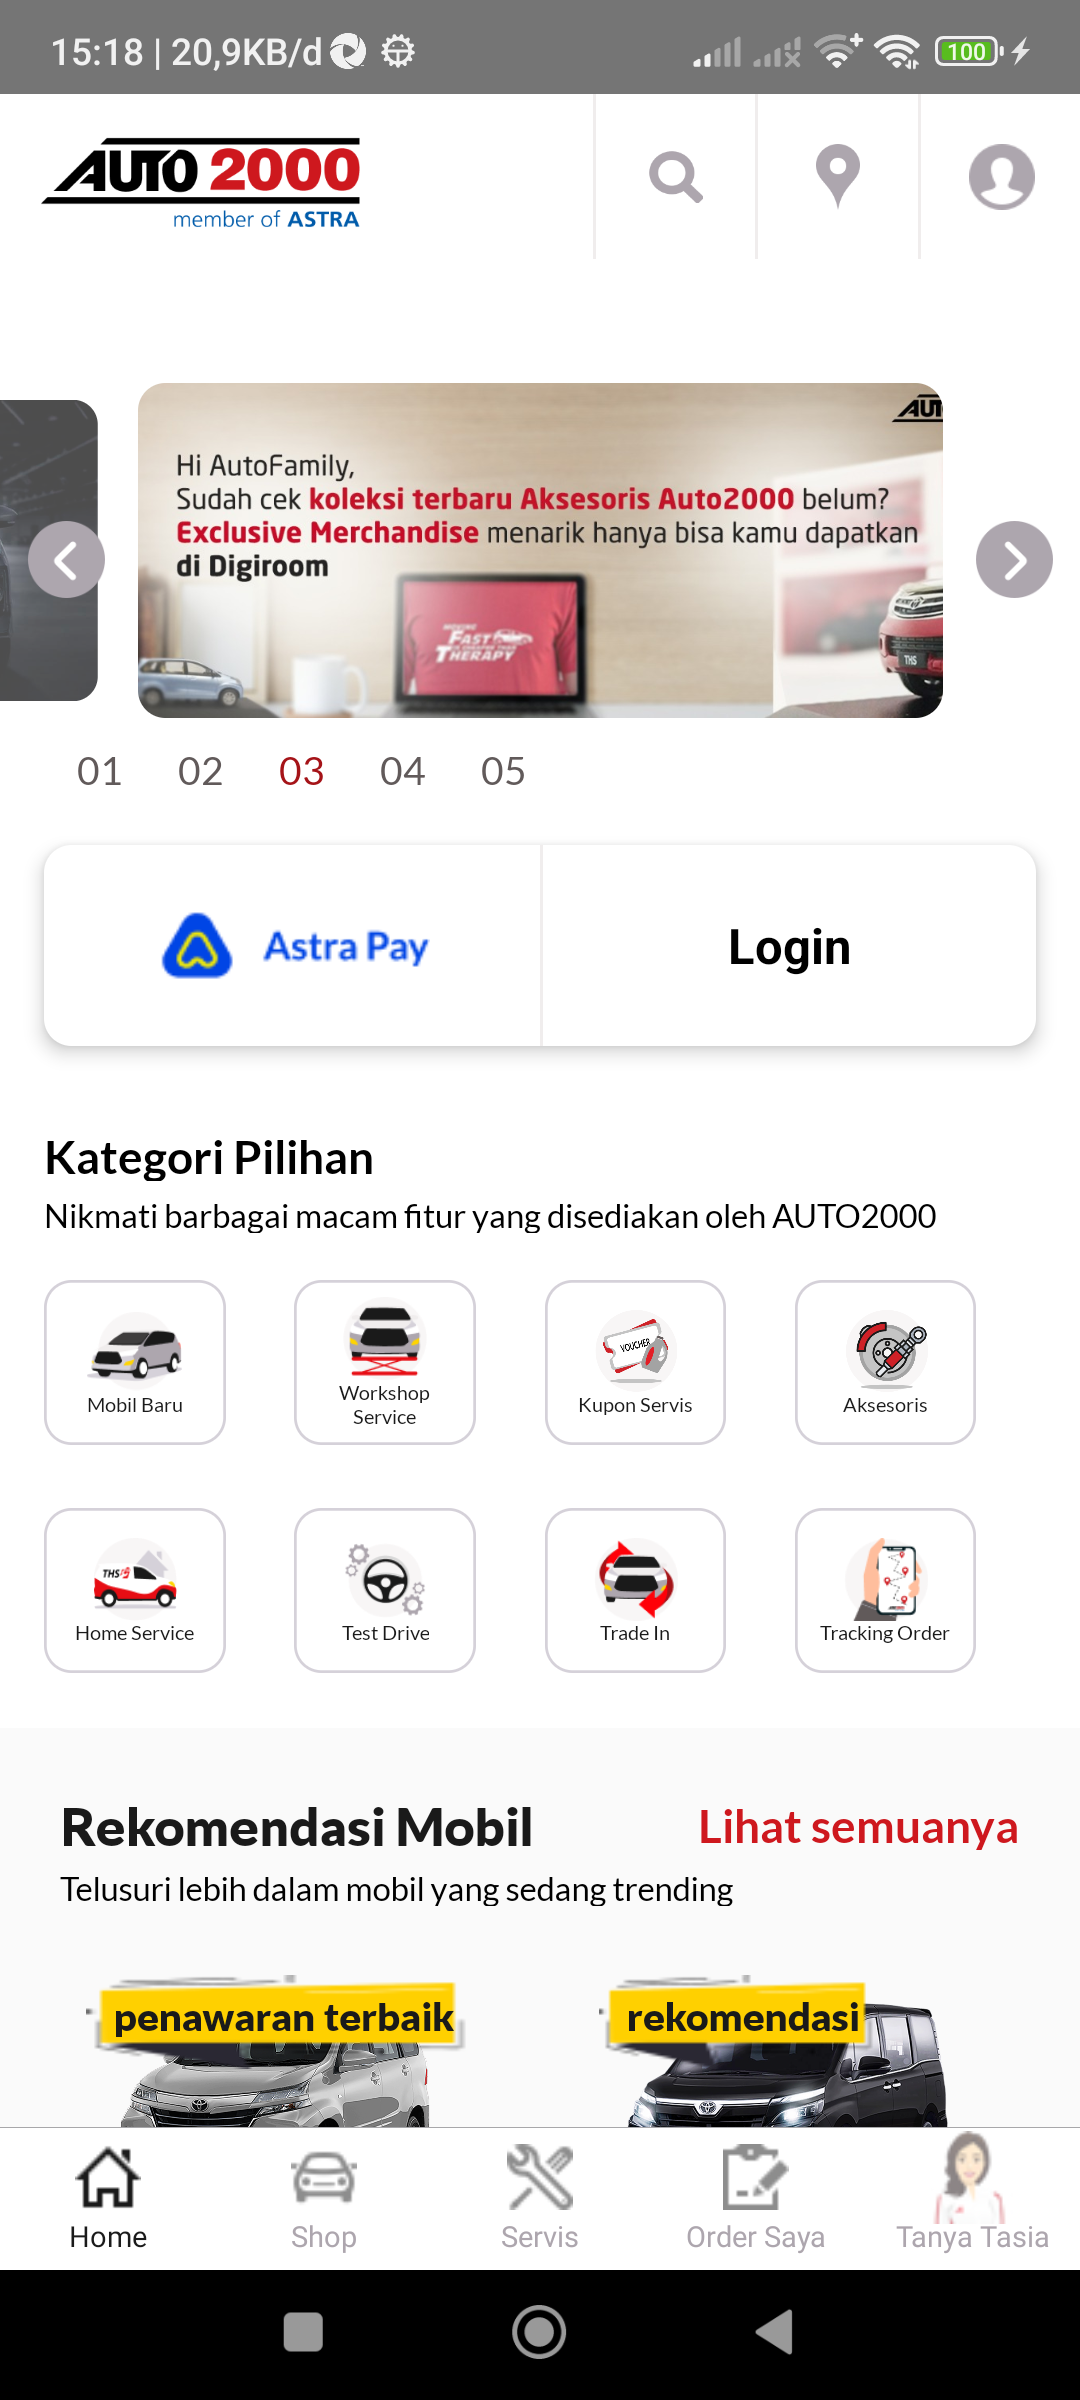 15:18 | 20,9KB/d
100
AUTO 2000
member of ASTRA
AUT
Hi AutoFamily,
Sudah cek koleksi terbaru Aksesoris Auto2000 belum?
Exclusive Merchandise menarik hanya bisa kamu dapatkan
di Digiroom
FAST
THERAPY
THS
01 02 03 04 05
Astra Pay
Login
Kategori Pilihan
Nikmati barbagai macam fitur yang disediakan oleh AUTO2000
VOUCHER
Mobil Baru
Workshop
Service
Kupon Servis
Aksesoris
THS
Home Service
Test Drive
Trade In
Tracking Order
Rekomendasi Mobil
Lihat semuanya
Telusuri lebih dalam mobil yang sedang trending
penawaran terbaik
rekomendasi
Home
Shop
Servis
Order Saya
Tanya Tasia